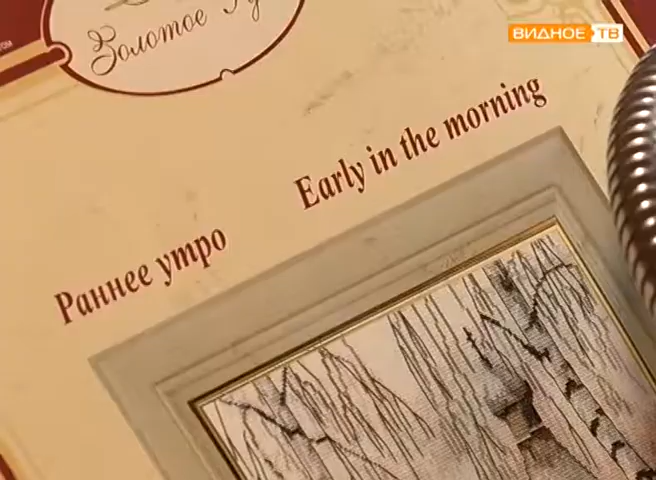 Золотое
ВИДНОЕ ТВ
Early in the morning
Раннее утро